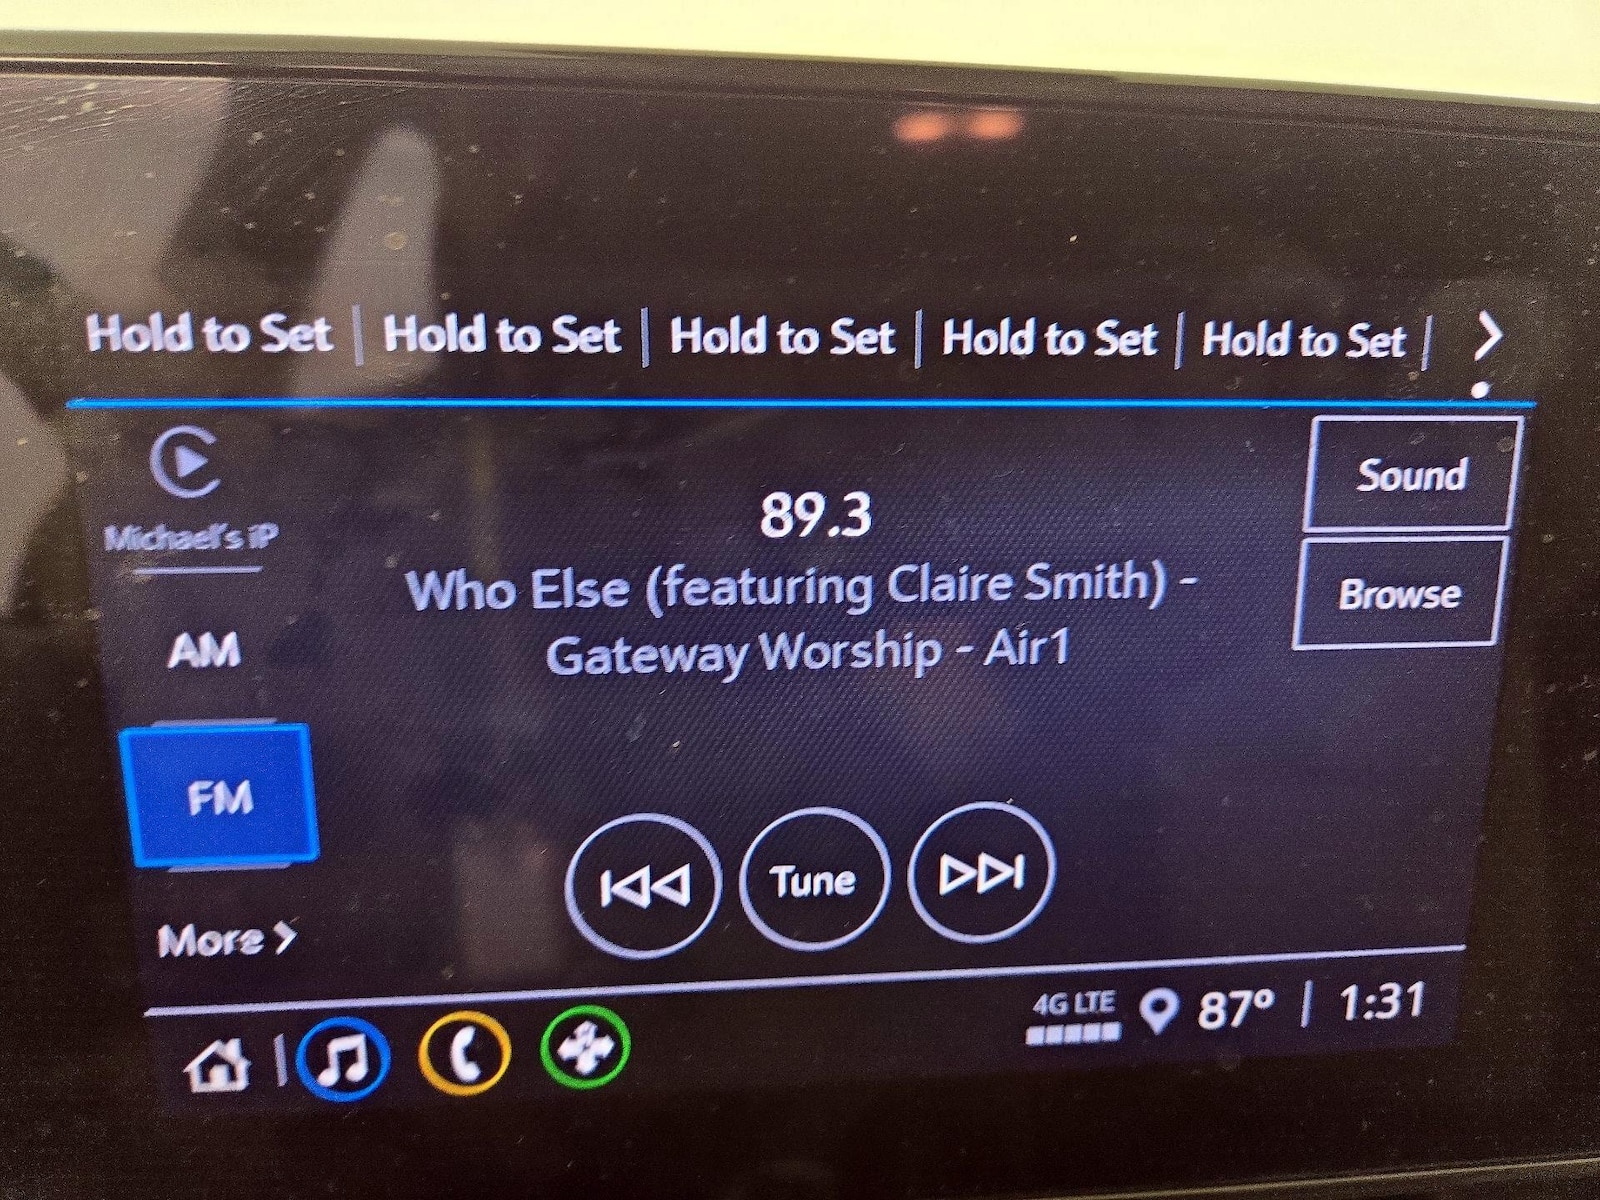 Hold to Set | Hold to Set | Hold to Set | Hold to Set | Hold to Set |
Sound
Michael's iP
89.3
Who Else (featuring Claire Smith) -
Browse
Gateway Worship - Air1
AM
FM
Tune
More
4G LTE 87° | 1:31